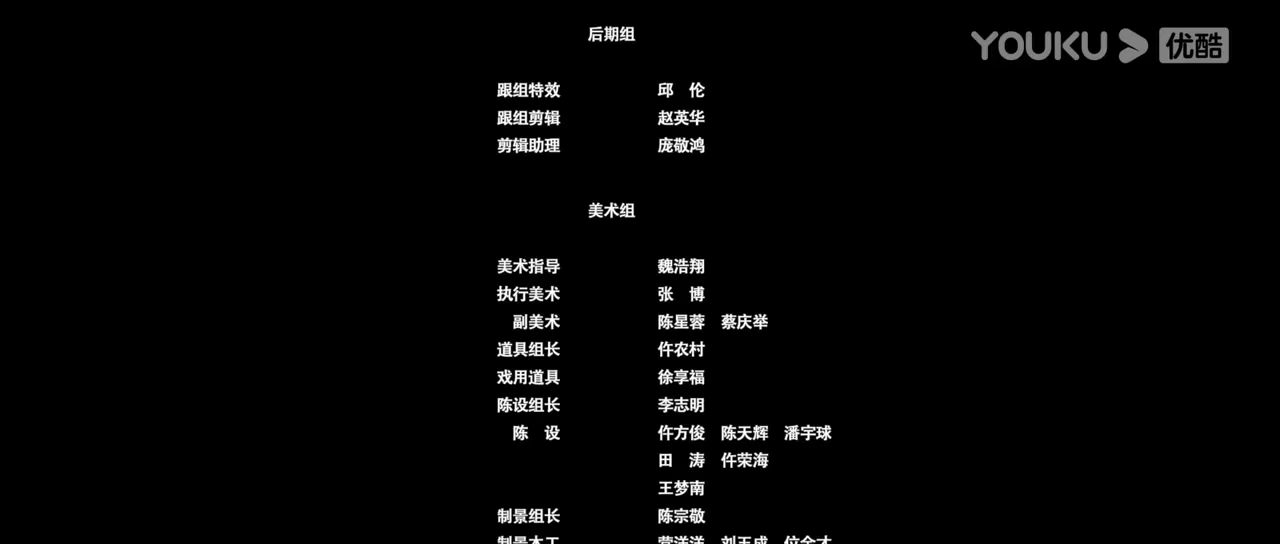 YOUKU 优酷
后期组
跟组特效 邱 伦
跟组剪辑 赵英华
剪辑助理 庞敬鸿
美术组
美术指导 魏浩翔
执行美术 张 博
副美术 陈星蓉 蔡庆举
道具组长 仵农村
戏用道具 徐享福
陈设组长 李志明
陈 设 仵方俊 陈天辉 潘宇球
田 涛 仵荣海
王梦南
制景组长 陈宗敬
制景木工